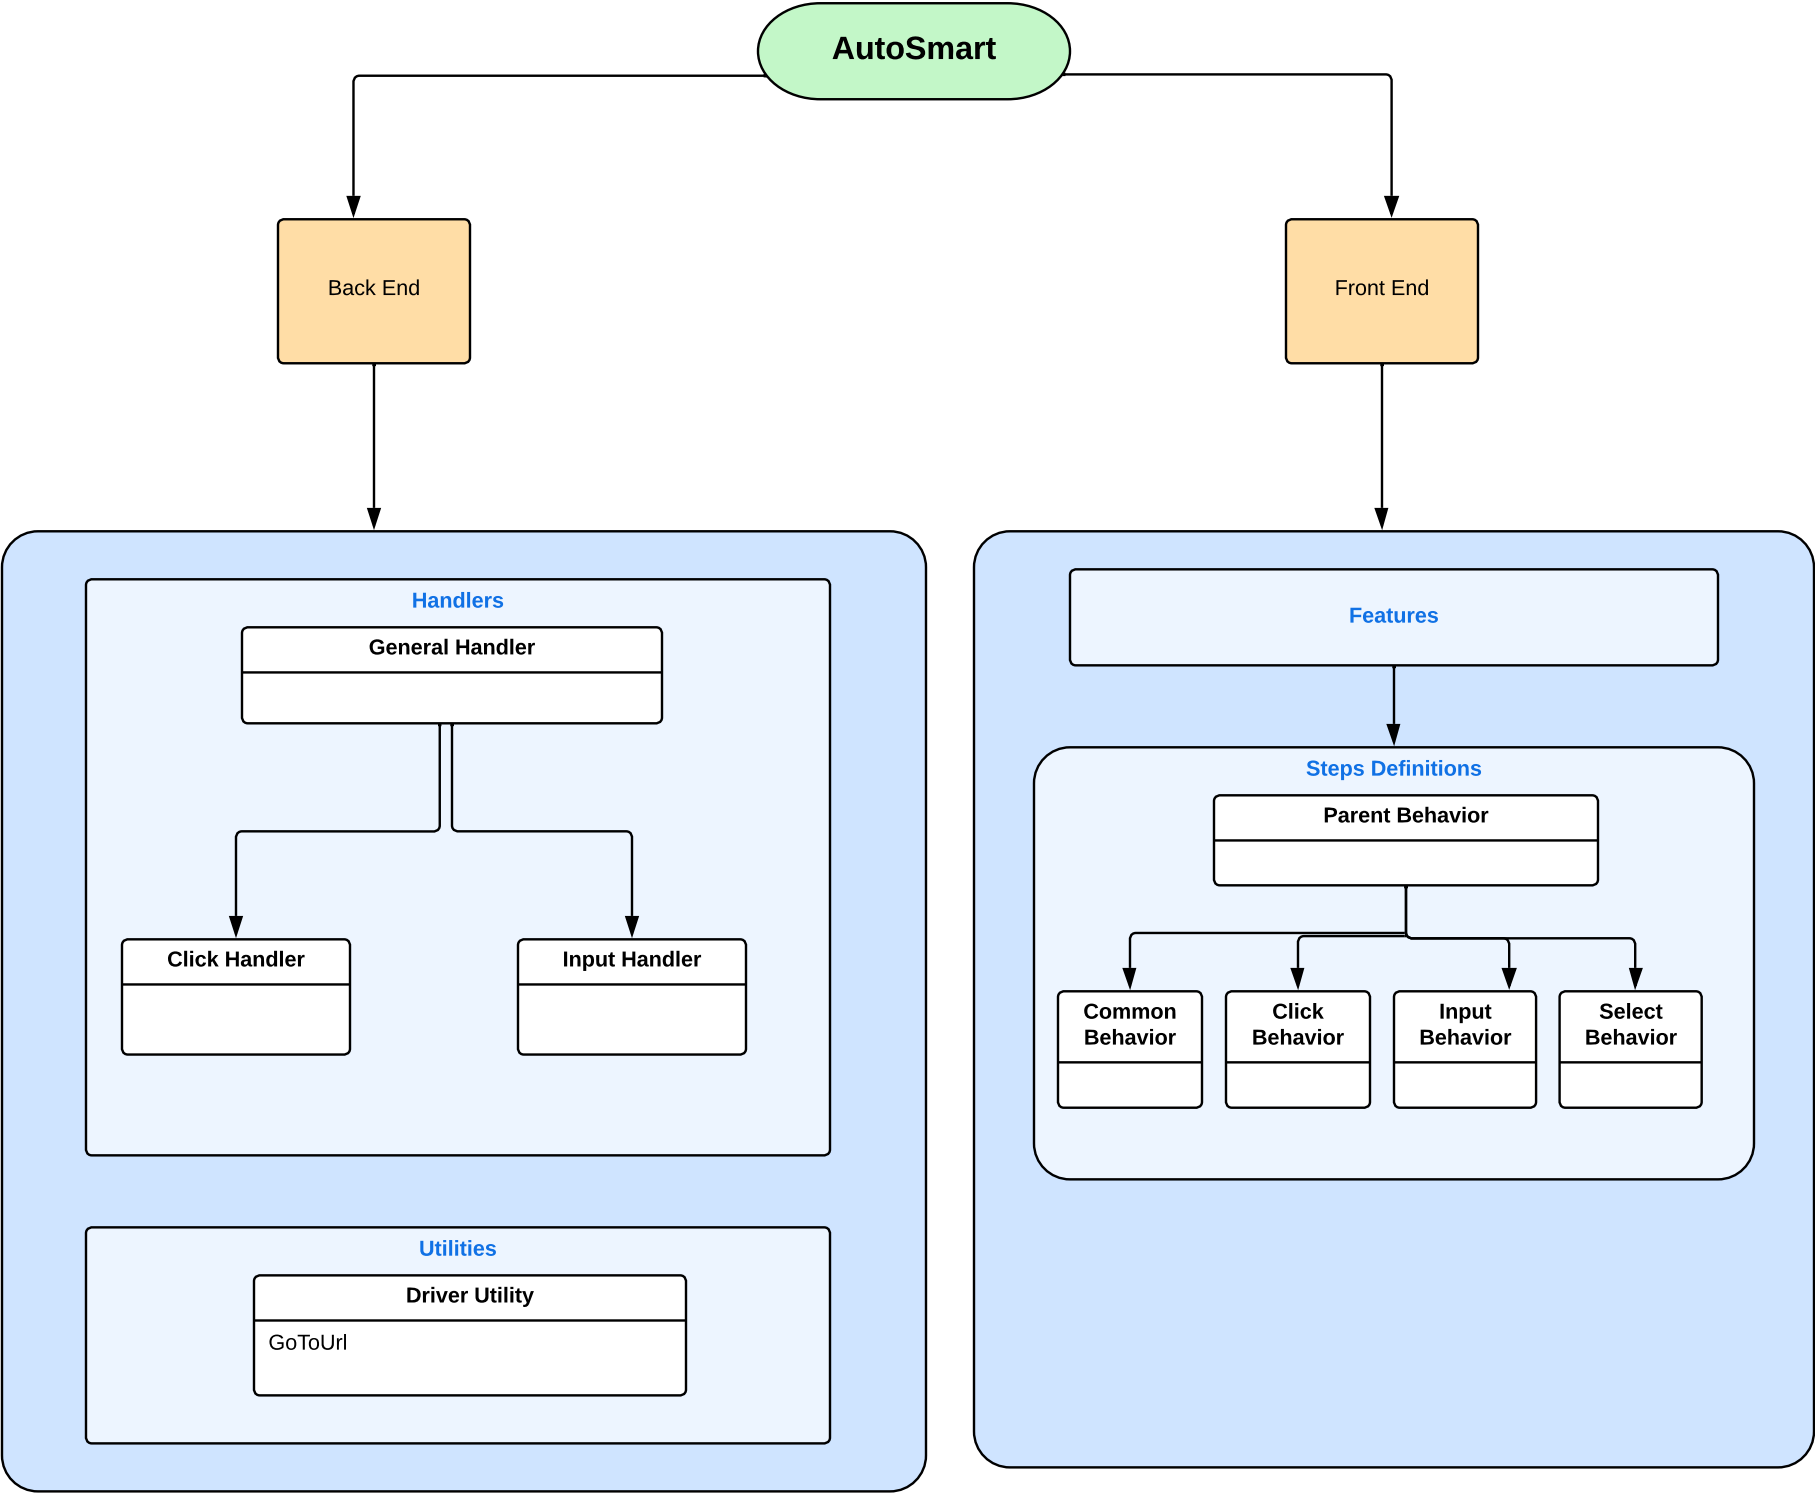 AutoSmart
Back End
Front End
Handlers
General Handler
Click Handler
Input Handler
Utilities
Driver Utility
GoToUrl
Features
Steps Definitions
Parent Behavior
Common
Behavior
Click
Behavior
Input
Behavior
Select
Behavior